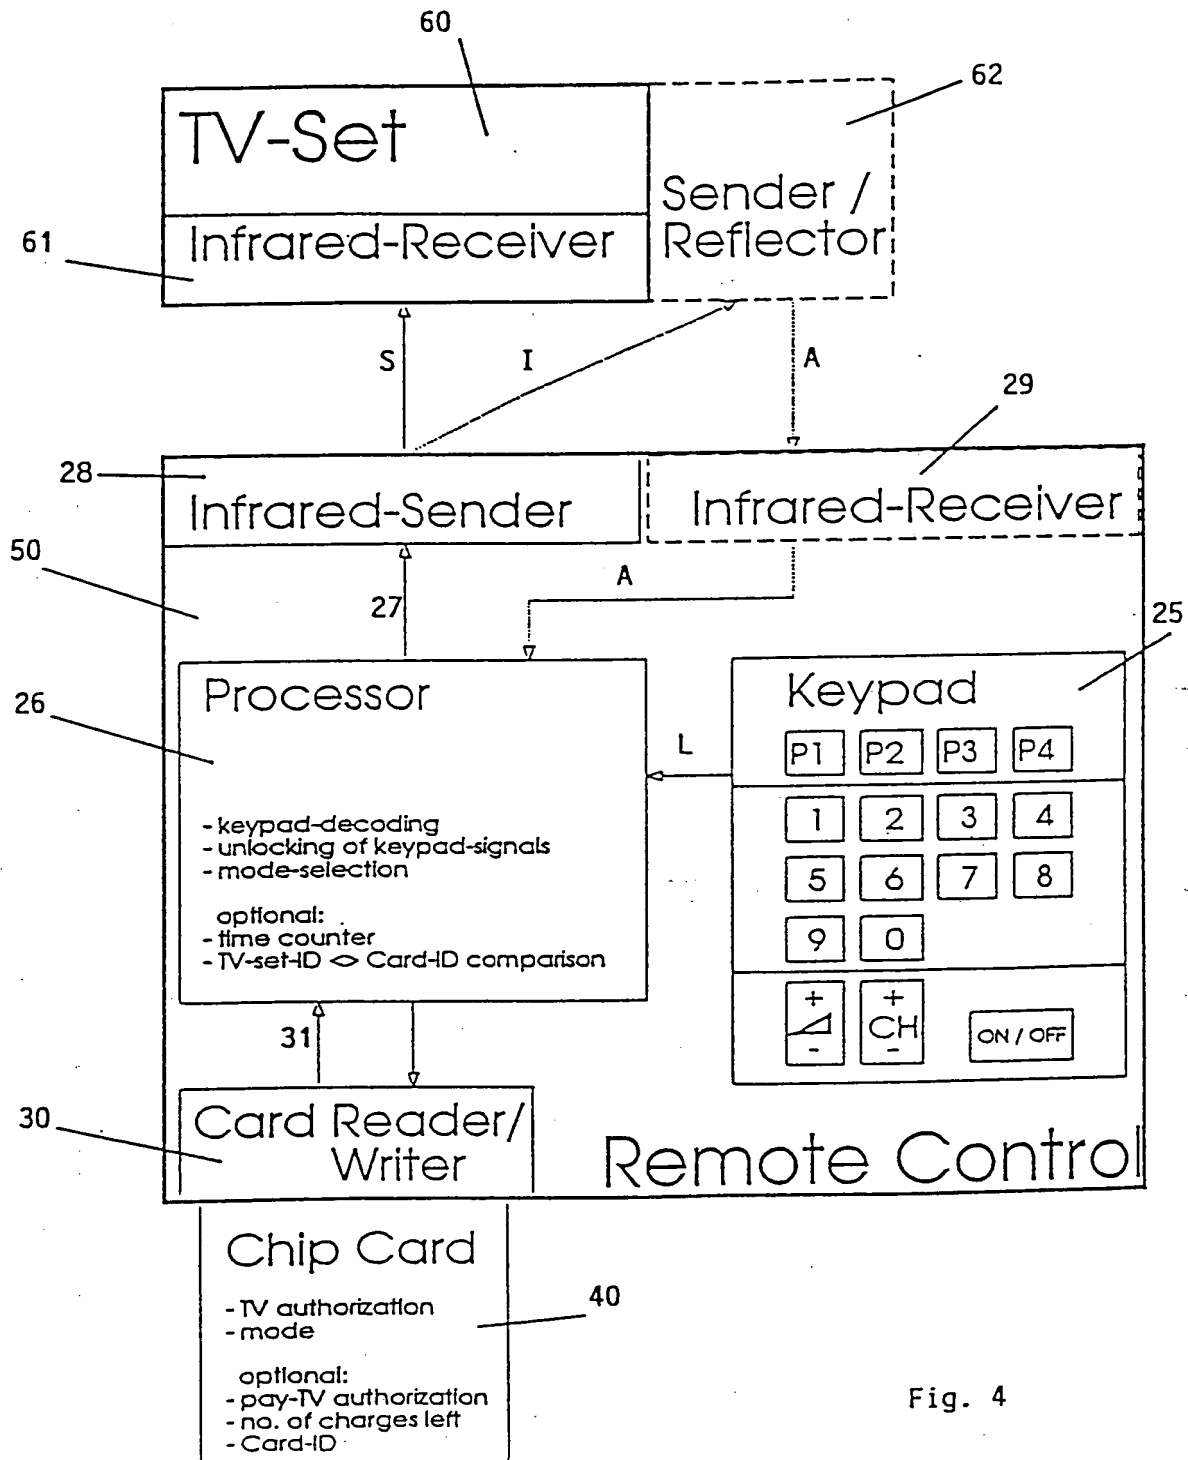 60
TV-Set
62
Sender /
Reflector
61
Infrared-Receiver
S
I
A
29
28
Infrared-Sender
Infrared-Receiver
50
27
A
25
26
Processor
- keypad-decoding
- unlocking of keypad-signals
- mode-selection
optional:
- time counter
- TV-set-ID <> Card-ID comparison
L
Keypad
P1 P2 P3 P4
1 2 3 4
5 6 7 8
9 0
+ +
CH
- -
ON / OFF
31
30
Card Reader/
Writer
Remote Control
Chip Card
- TV authorization
- mode
optional:
- pay-TV authorization
- no. of charges left
- Card-ID
40
Fig. 4